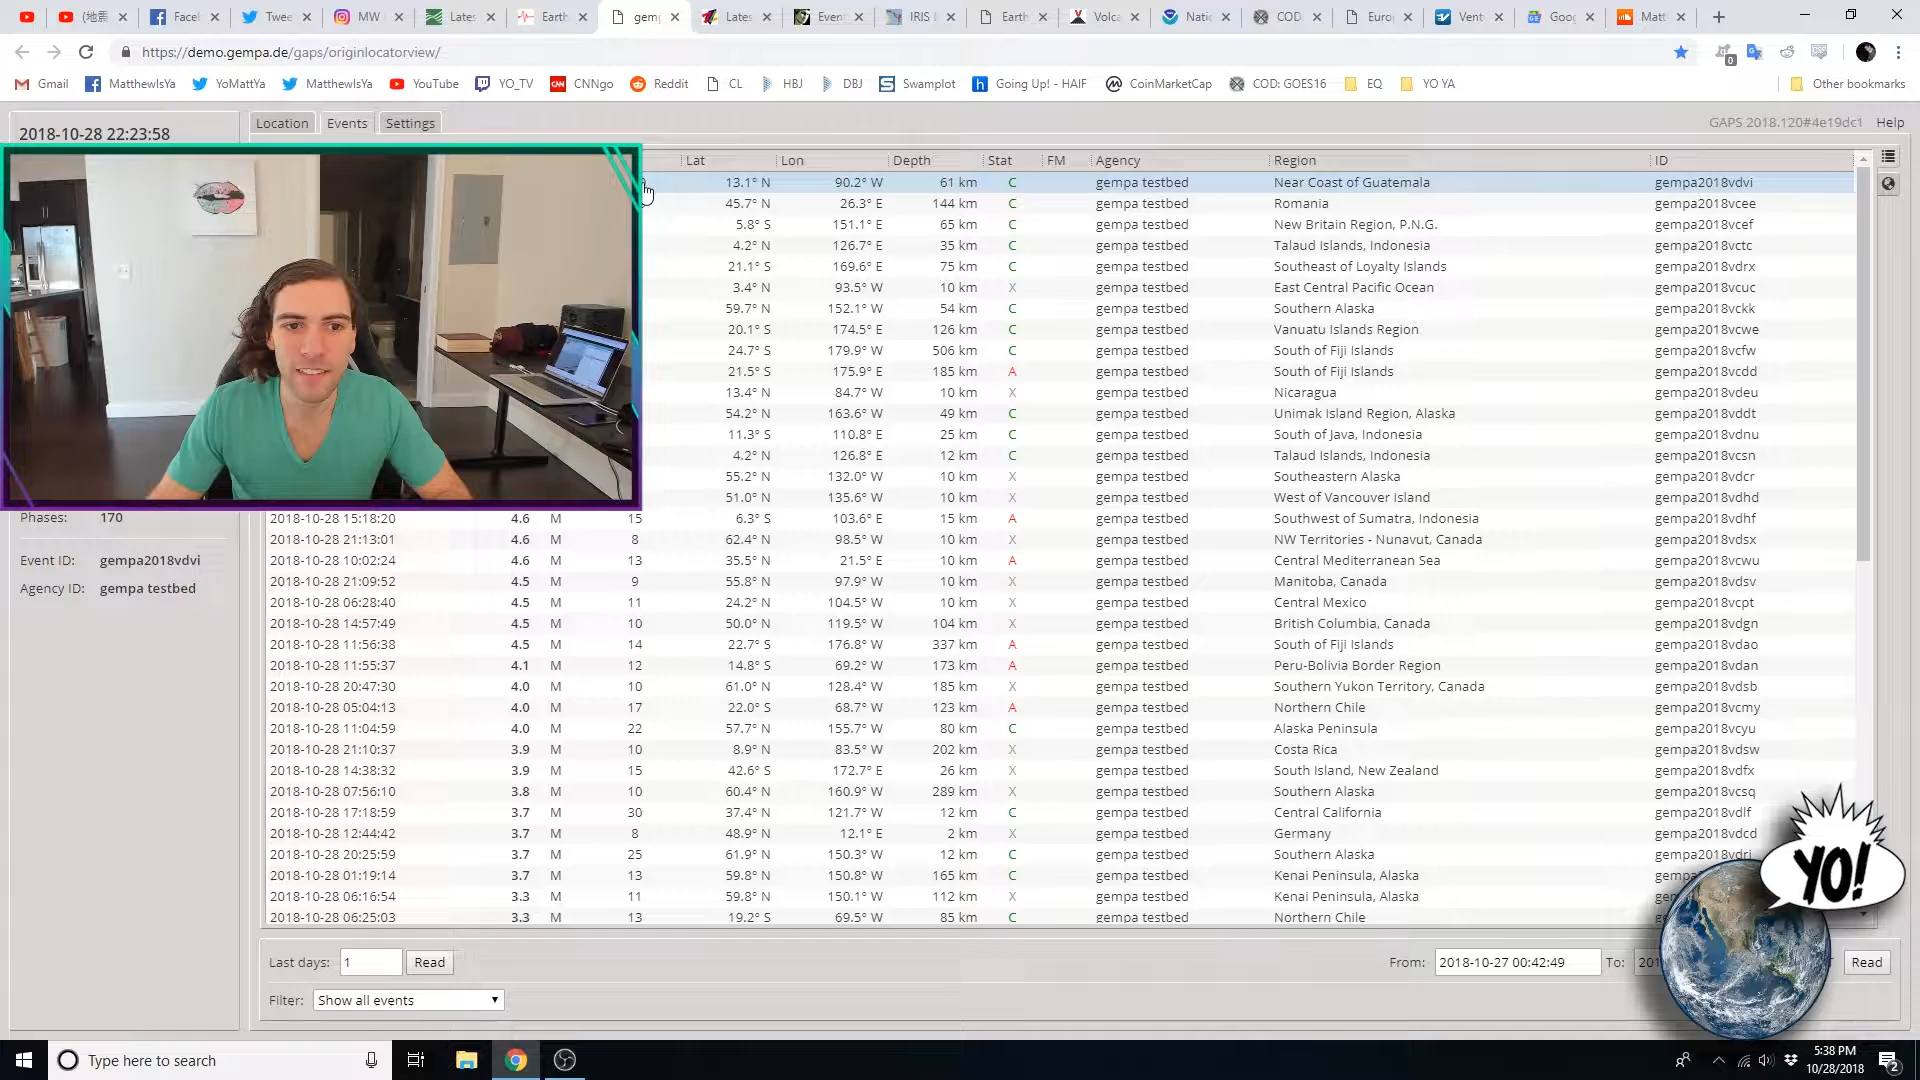 Facel
Twee
MW
Lates
Earth
gemp
Lates
Even
IRIS
Earth
Volca
Natic
COD
Euro
Vent
Goog
Matt
https://demo.gempa.de/gaps/originlocatorview/
0
Gmail MatthewIsYa YoMattYa MatthewIsYa YouTube YO_TV CNNgo Reddit CL HBJ DBJ Swamplot Going Up! - HAIF CoinMarketCap COD: GOES16 EQ YO YA Other bookmarks
2018-10-28 22:23:58 Location Events Settings GAPS 2018.120#4e19dc1 Help
Lat Lon Depth Stat FM Agency Region ID
13.1° N 90.2° W 61 km C gempa testbed Near Coast of Guatemala gempa2018vdvi
45.7° N 26.3° E 144 km C gempa testbed Romania gempa2018vcee
5.8° S 151.1° E 65 km C gempa testbed New Britain Region, P.N.G. gempa2018vcef
4.2° N 126.7° E 35 km C gempa testbed Talaud Islands, Indonesia gempa2018vctc
21.1° S 169.6° E 75 km C gempa testbed Southeast of Loyalty Islands gempa2018vdrx
3.4° N 93.5° W 10 km X gempa testbed East Central Pacific Ocean gempa2018vcuc
59.7° N 152.1° W 54 km C gempa testbed Southern Alaska gempa2018vckk
20.1° S 174.5° E 126 km C gempa testbed Vanuatu Islands Region gempa2018vcwe
24.7° S 179.9° W 506 km C gempa testbed South of Fiji Islands gempa2018vcfw
21.5° S 175.9° E 185 km A gempa testbed South of Fiji Islands gempa2018vcdd
13.4° N 84.7° W 10 km X gempa testbed Nicaragua gempa2018vdeu
54.2° N 163.6° W 49 km C gempa testbed Unimak Island Region, Alaska gempa2018vddt
11.3° S 110.8° E 25 km C gempa testbed South of Java, Indonesia gempa2018vdnu
4.2° N 126.8° E 12 km C gempa testbed Talaud Islands, Indonesia gempa2018vcsn
55.2° N 132.0° W 10 km X gempa testbed Southeastern Alaska gempa2018vdcr
51.0° N 135.6° W 10 km X gempa testbed West of Vancouver Island gempa2018vdhd
Phases: 170
2018-10-28 15:18:20 4.6 M 15 6.3° S 103.6° E 15 km A gempa testbed Southwest of Sumatra, Indonesia gempa2018vdhf
2018-10-28 21:13:01 4.6 M 8 62.4° N 98.5° W 10 km X gempa testbed NW Territories - Nunavut, Canada gempa2018vdsx
Event ID: gempa2018vdvi
2018-10-28 10:02:24 4.6 M 13 35.5° N 21.5° E 10 km A gempa testbed Central Mediterranean Sea gempa2018vcwu
2018-10-28 21:09:52 4.5 M 9 55.8° N 97.9° W 10 km X gempa testbed Manitoba, Canada gempa2018vdsv
Agency ID: gempa testbed
2018-10-28 06:28:40 4.5 M 11 24.2° N 104.5° W 10 km X gempa testbed Central Mexico gempa2018vcpt
2018-10-28 14:57:49 4.5 M 10 50.0° N 119.5° W 104 km X gempa testbed British Columbia, Canada gempa2018vdgn
2018-10-28 11:56:38 4.5 M 14 22.7° S 176.8° W 337 km A gempa testbed South of Fiji Islands gempa2018vdao
2018-10-28 11:55:37 4.1 M 12 14.8° S 69.2° W 173 km A gempa testbed Peru-Bolivia Border Region gempa2018vdan
2018-10-28 20:47:30 4.0 M 10 61.0° N 128.4° W 185 km X gempa testbed Southern Yukon Territory, Canada gempa2018vdsb
2018-10-28 05:04:13 4.0 M 17 22.0° S 68.7° W 123 km A gempa testbed Northern Chile gempa2018vcmy
2018-10-28 11:04:59 4.0 M 22 57.7° N 155.7° W 80 km C gempa testbed Alaska Peninsula gempa2018vcyu
2018-10-28 21:10:37 3.9 M 10 8.9° N 83.5° W 202 km X gempa testbed Costa Rica gempa2018vdsw
2018-10-28 14:38:32 3.9 M 15 42.6° S 172.7° E 26 km X gempa testbed South Island, New Zealand gempa2018vdfx
2018-10-28 07:56:10 3.8 M 10 60.4° N 160.9° W 289 km X gempa testbed Southern Alaska gempa2018vcsq
2018-10-28 17:18:59 3.7 M 30 37.4° N 121.7° W 12 km C gempa testbed Central California gempa2018vdlf
2018-10-28 12:44:42 3.7 M 8 48.9° N 12.1° E 2 km X gempa testbed Germany gempa2018vdcd
2018-10-28 20:25:59 3.7 M 25 61.9° N 150.3° W 12 km C gempa testbed Southern Alaska gempa2018vdri
2018-10-28 01:19:14 3.7 M 13 59.8° N 150.8° W 165 km C gempa testbed Kenai Peninsula, Alaska
2018-10-28 06:16:54 3.3 M 11 59.8° N 150.1° W 112 km X gempa testbed Kenai Peninsula, Alaska
2018-10-28 06:25:03 3.3 M 13 19.2° S 69.5° W 85 km C gempa testbed Northern Chile
YO!
Last days: 1 Read From: 2018-10-27 00:42:49 To: 201 Read
Filter: Show all events
Type here to search
5:38 PM
10/28/2018
2